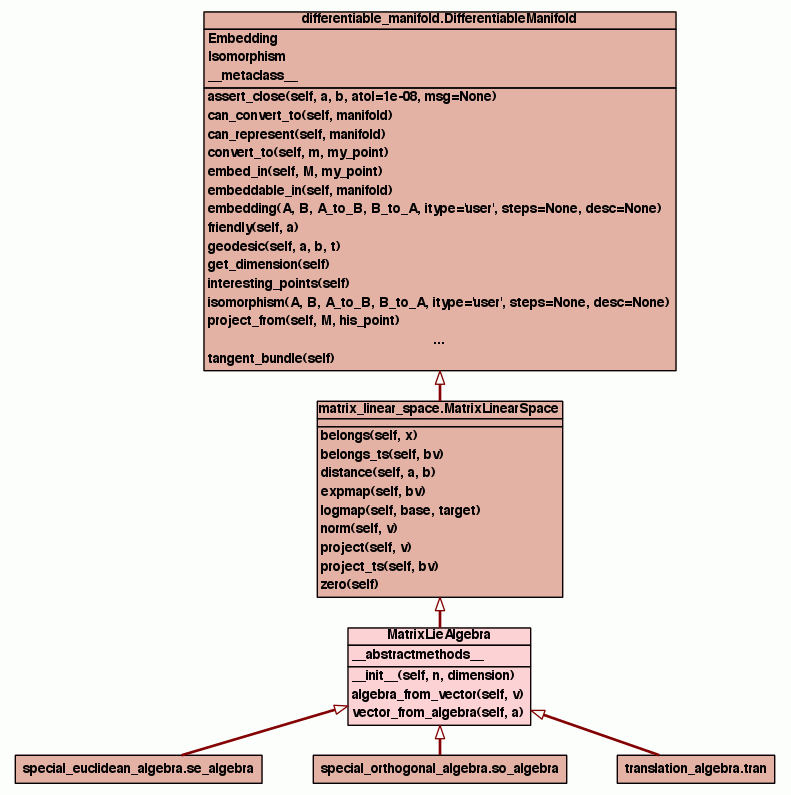 differentiable_manifold.DifferentiableManifold
Embedding
Isomorphism
__metaclass__
assert_close(self, a, b, atol=1e-08, msg=None)
can_convert_to(self, manifold)
can_represent(self, manifold)
convert_to(self, m, my_point)
embed_in(self, M, my_point)
embeddable_in(self, manifold)
embedding(A, B, A_to_B, B_to_A, itype='user', steps=None, desc=None)
friendly(self, a)
geodesic(self, a, b, t)
get_dimension(self)
interesting_points(self)
isomorphism(A, B, A_to_B, B_to_A, itype='user', steps=None, desc=None)
project_from(self, M, his_point)
...
tangent_bundle(self)
matrix_linear_space.MatrixLinearSpace
belongs(self, x)
belongs_ts(self, bv)
distance(self, a, b)
expmap(self, bv)
logmap(self, base, target)
norm(self, v)
project(self, v)
project_ts(self, bv)
zero(self)
MatrixLieAlgebra
__abstractmethods__
__init__(self, n, dimension)
algebra_from_vector(self, v)
vector_from_algebra(self, a)
special_euclidean_algebra.se_algebra
special_orthogonal_algebra.so_algebra
translation_algebra.tran